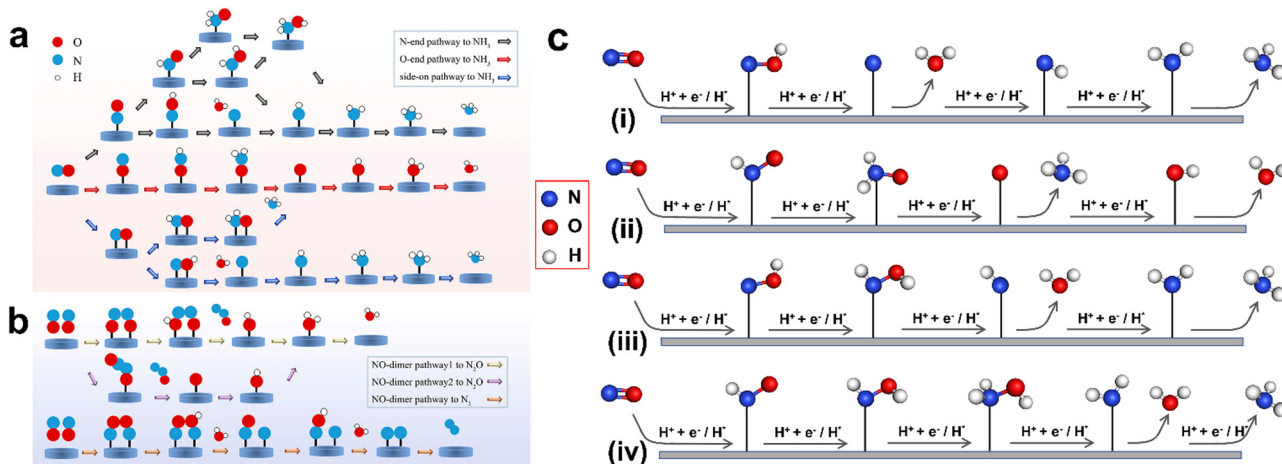 a
O
N
H
N-end pathway to NH3
O-end pathway to NH3
side-on pathway to NH3
b
NO-dimer pathway1 to N2O
NO-dimer pathway2 to N2O
NO-dimer pathway to N2
c
N
O
H
H⁺ + e⁻ / H* H⁺ + e⁻ / H* H⁺ + e⁻ / H* H⁺ + e⁻ / H*
(i)
H⁺ + e⁻ / H* H⁺ + e⁻ / H* H⁺ + e⁻ / H* H⁺ + e⁻ / H*
(ii)
H⁺ + e⁻ / H* H⁺ + e⁻ / H* H⁺ + e⁻ / H* H⁺ + e⁻ / H*
(iii)
H⁺ + e⁻ / H* H⁺ + e⁻ / H* H⁺ + e⁻ / H* H⁺ + e⁻ / H* H⁺ + e⁻ / H*
(iv)